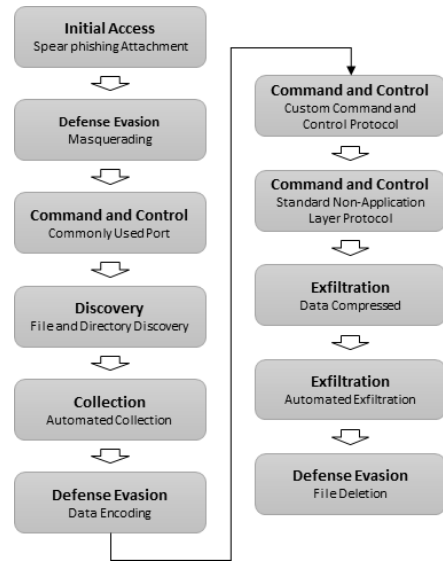 Initial Access
Spear phishing Attachment
Defense Evasion
Masquerading
Command and Control
Commonly Used Port
Discovery
File and Directory Discovery
Collection
Automated Collection
Defense Evasion
Data Encoding
Command and Control
Custom Command and
Control Protocol
Command and Control
Standard Non-Application
Layer Protocol
Exfiltration
Data Compressed
Exfiltration
Automated Exfiltration
Defense Evasion
File Deletion